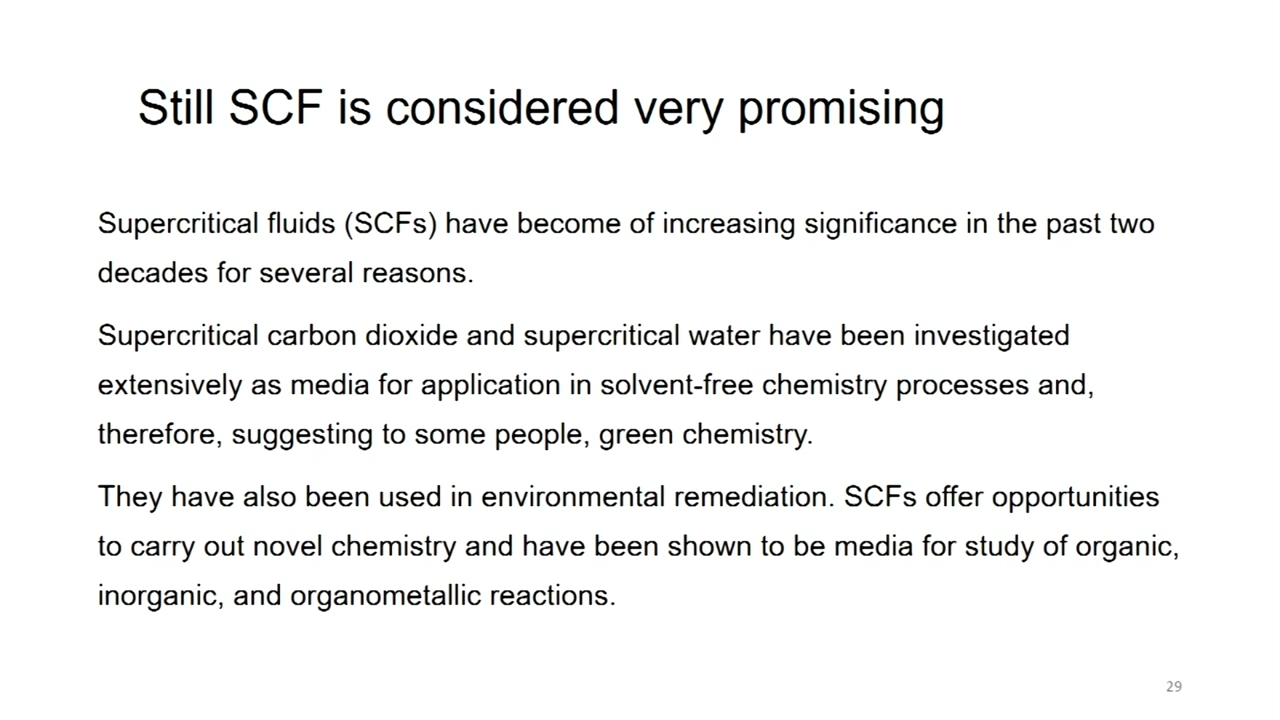 Still SCF is considered very promising
Supercritical fluids (SCFs) have become of increasing significance in the past two
decades for several reasons.
Supercritical carbon dioxide and supercritical water have been investigated
extensively as media for application in solvent-free chemistry processes and,
therefore, suggesting to some people, green chemistry.
They have also been used in environmental remediation. SCFs offer opportunities
to carry out novel chemistry and have been shown to be media for study of organic,
inorganic, and organometallic reactions.
29